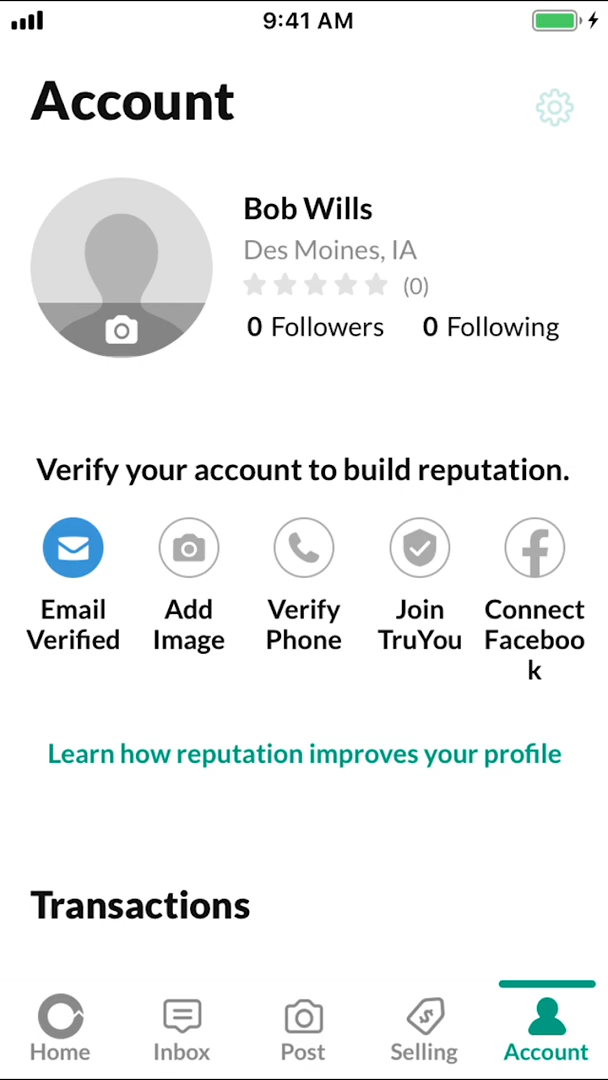 9:41 AM
Account
Bob Wills
Des Moines, IA
(0)
0 Followers 0 Following
Verify your account to build reputation.
Email Verified
Add Image
Verify Phone
Join TruYou
Connect Faceboo
k
Learn how reputation improves your profile
Transactions
Home Inbox Post Selling Account